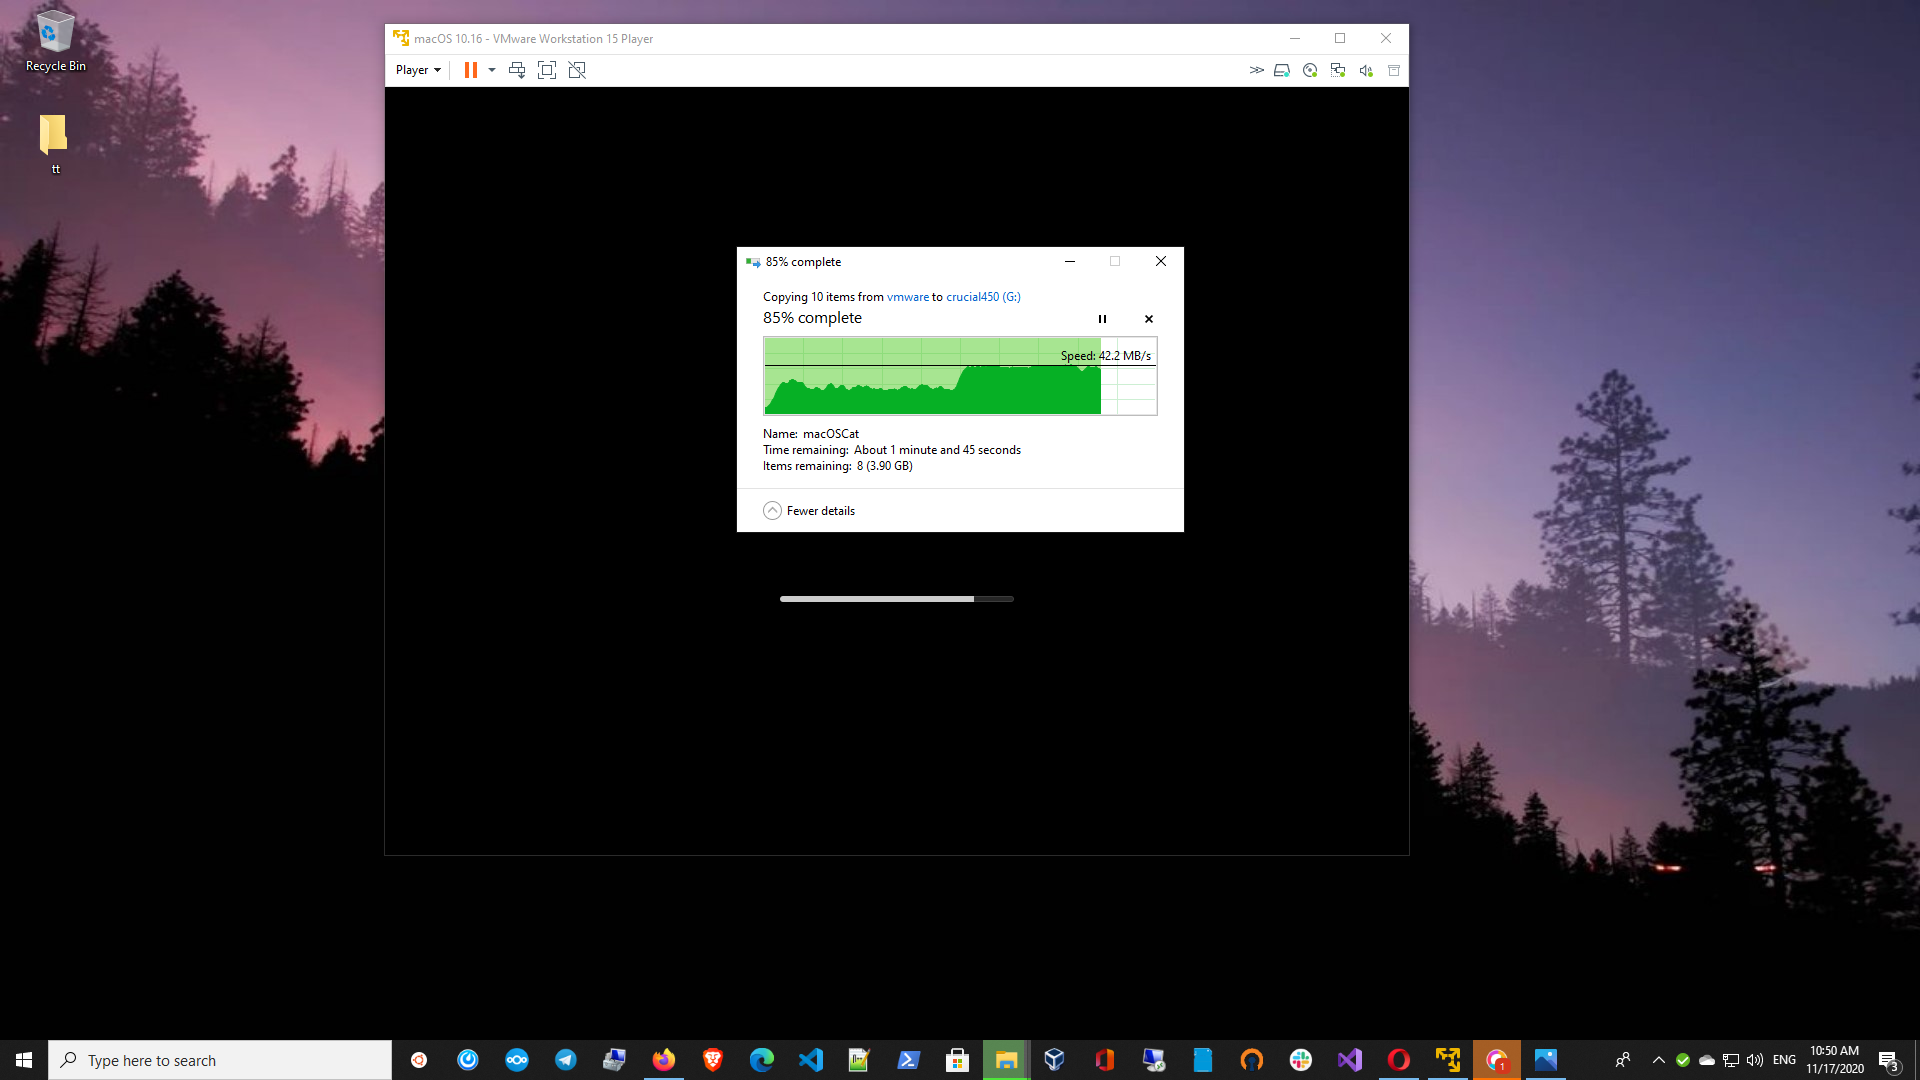 Recycle Bin
tt
macOS 10.16 - VMware Workstation 15 Player
Player
85% complete
Copying 10 items from vmware to crucial450 (G:)
85% complete
Speed: 42.2 MB/s
Name: macOSCat
Time remaining: About 1 minute and 45 seconds
Items remaining: 8 (3.90 GB)
Fewer details
Type here to search
1
ENG
10:50 AM
11/17/2020
3